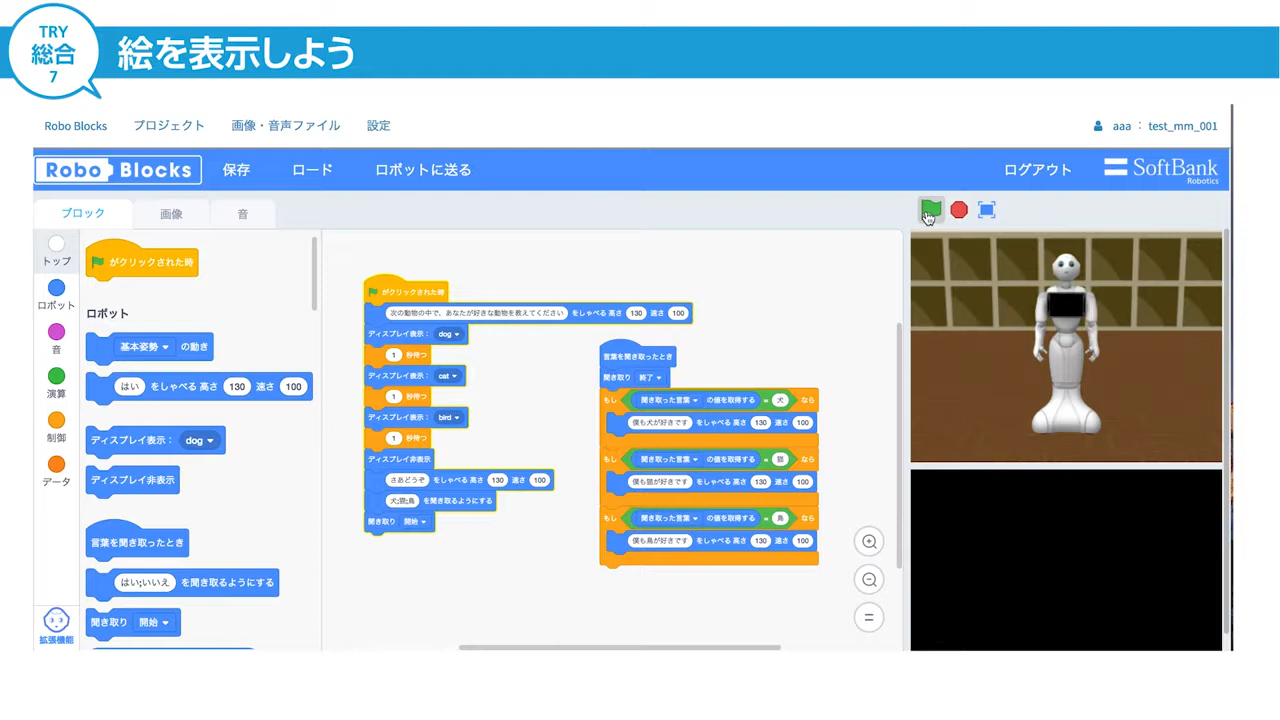 TRY
総合
7
絵を表示しよう
Robo Blocks
プロジェクト
画像・音声ファイル
設定
aaa : test_mm_001
Robo Blocks
保存
ロード
ロボットに送る
ログアウト
SoftBank
Robotics
ブロック
画像
音
トップ
ロボット
音
演算
制御
データ
拡張機能
がクリックされた時
ロボット
基本姿勢 の動き
はい をしゃべる 高さ 130 速さ 100
ディスプレイ表示： dog
ディスプレイ非表示
言葉を聞き取ったとき
はい;いいえ を聞き取るようにする
聞き取り 開始
がクリックされた時
次の動物の中で、あなたが好きな動物を教えてください をしゃべる 高さ 130 速さ 100
ディスプレイ表示： dog
1 秒待つ
ディスプレイ表示： cat
1 秒待つ
ディスプレイ表示： bird
1 秒待つ
ディスプレイ非表示
さあどうぞ をしゃべる 高さ 130 速さ 100
犬;猫;鳥 を聞き取るようにする
聞き取り 開始
言葉を聞き取ったとき
聞き取り 終了
もし 聞き取った言葉 の値を取得する = 犬 なら
僕も犬が好きです をしゃべる 高さ 130 速さ 100
もし 聞き取った言葉 の値を取得する = 猫 なら
僕も猫が好きです をしゃべる 高さ 130 速さ 100
もし 聞き取った言葉 の値を取得する = 鳥 なら
僕も鳥が好きです をしゃべる 高さ 130 速さ 100